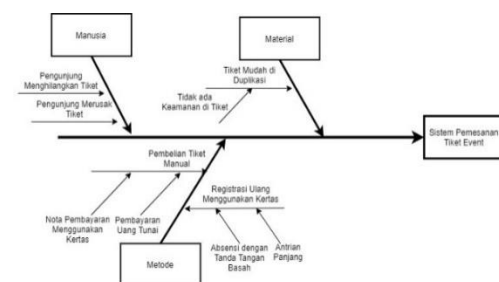 Manusia
Material
Pengunjung
Menghilangkan Tiket
Pengunjung Merusak
Tiket
Tiket Mudah di
Duplikasi
Tidak ada
Keamanan di Tiket
Sistem Pemesanan
Tiket Event
Pembelian Tiket
Manual
Registrasi Ulang
Menggunakan Kertas
Nota Pembayaran
Menggunakan
Kertas
Pembayaran
Uang Tunai
Absensi dengan
Tanda Tangan
Basah
Antrian
Panjang
Metode